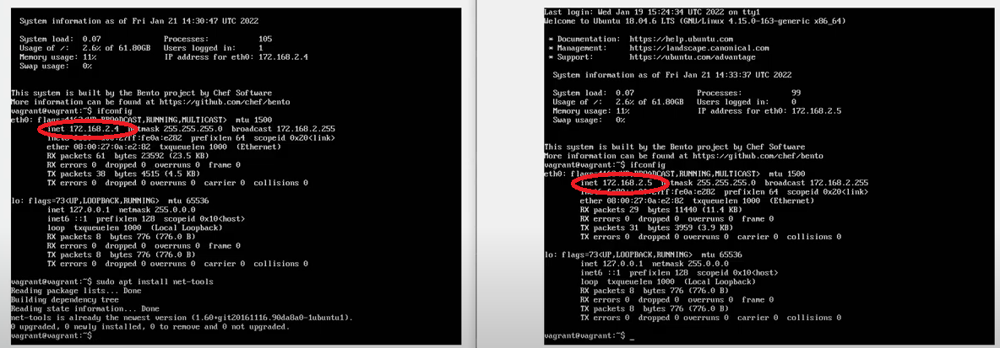 System information as of Fri Jan 21 14:30:47 UTC 2022
System load: 0.07 Processes: 105
Usage of /: 2.6% of 61.80GB Users logged in: 1
Memory usage: 11% IP address for eth0: 172.168.2.4
Swap usage: 0%
This system is built by the Bento project by Chef Software
More information can be found at https://github.com/chef/bento
vagrant@vagrant:~$ ifconfig
eth0: flags=4163<UP,BROADCAST,RUNNING,MULTICAST> mtu 1500
inet 172.168.2.4 netmask 255.255.255.0 broadcast 172.168.2.255
prefixlen 64 scopeid 0x20<link>
ether 08:00:27:0a:e2:82 txqueuelen 1000 (Ethernet)
RX packets 61 bytes 23592 (23.5 KB)
RX errors 0 dropped 0 overruns 0 frame 0
TX packets 38 bytes 4515 (4.5 KB)
TX errors 0 dropped 0 overruns 0 carrier 0 collisions 0
lo: flags=73<UP,LOOPBACK,RUNNING> mtu 65536
inet 127.0.0.1 netmask 255.0.0.0
inet6 ::1 prefixlen 128 scopeid 0x10<host>
loop txqueuelen 1000 (Local Loopback)
RX packets 8 bytes 776 (776.0 B)
RX errors 0 dropped 0 overruns 0 frame 0
TX packets 8 bytes 776 (776.0 B)
TX errors 0 dropped 0 overruns 0 carrier 0 collisions 0
vagrant@vagrant:~$ sudo apt install net-tools
Reading package lists... Done
Building dependency tree
Reading state information... Done
net-tools is already the newest version (1.60+git20161116.90da8a0-1ubuntu1).
0 upgraded, 0 newly installed, 0 to remove and 0 not upgraded.
vagrant@vagrant:~$
Last login: Wed Jan 19 15:24:34 UTC 2022 on tty1
Welcome to Ubuntu 18.04.6 LTS (GNU/Linux 4.15.0-163-generic x86_64)
* Documentation: https://help.ubuntu.com
* Management: https://landscape.canonical.com
* Support: https://ubuntu.com/advantage
System information as of Fri Jan 21 14:33:37 UTC 2022
System load: 0.07 Processes: 99
Usage of /: 2.6% of 61.80GB Users logged in: 0
Memory usage: 11% IP address for eth0: 172.168.2.5
Swap usage: 0%
This system is built by the Bento project by Chef Software
More information can be found at https://github.com/chef/bento
vagrant@vagrant:~$ ifconfig
eth0: flags=4163<UP,BROADCAST,RUNNING,MULTICAST> mtu 1500
inet 172.168.2.5 netmask 255.255.255.0 broadcast 172.168.2.255
prefixlen 64 scopeid 0x20<link>
ether 08:00:27:0a:e2:82 txqueuelen 1000 (Ethernet)
RX packets 29 bytes 11440 (11.4 KB)
RX errors 0 dropped 0 overruns 0 frame 0
TX packets 31 bytes 3959 (3.9 KB)
TX errors 0 dropped 0 overruns 0 carrier 0 collisions 0
lo: flags=73<UP,LOOPBACK,RUNNING> mtu 65536
inet 127.0.0.1 netmask 255.0.0.0
inet6 ::1 prefixlen 128 scopeid 0x10<host>
loop txqueuelen 1000 (Local Loopback)
RX packets 8 bytes 776 (776.0 B)
RX errors 0 dropped 0 overruns 0 frame 0
TX packets 8 bytes 776 (776.0 B)
TX errors 0 dropped 0 overruns 0 carrier 0 collisions 0
vagrant@vagrant:~$ _